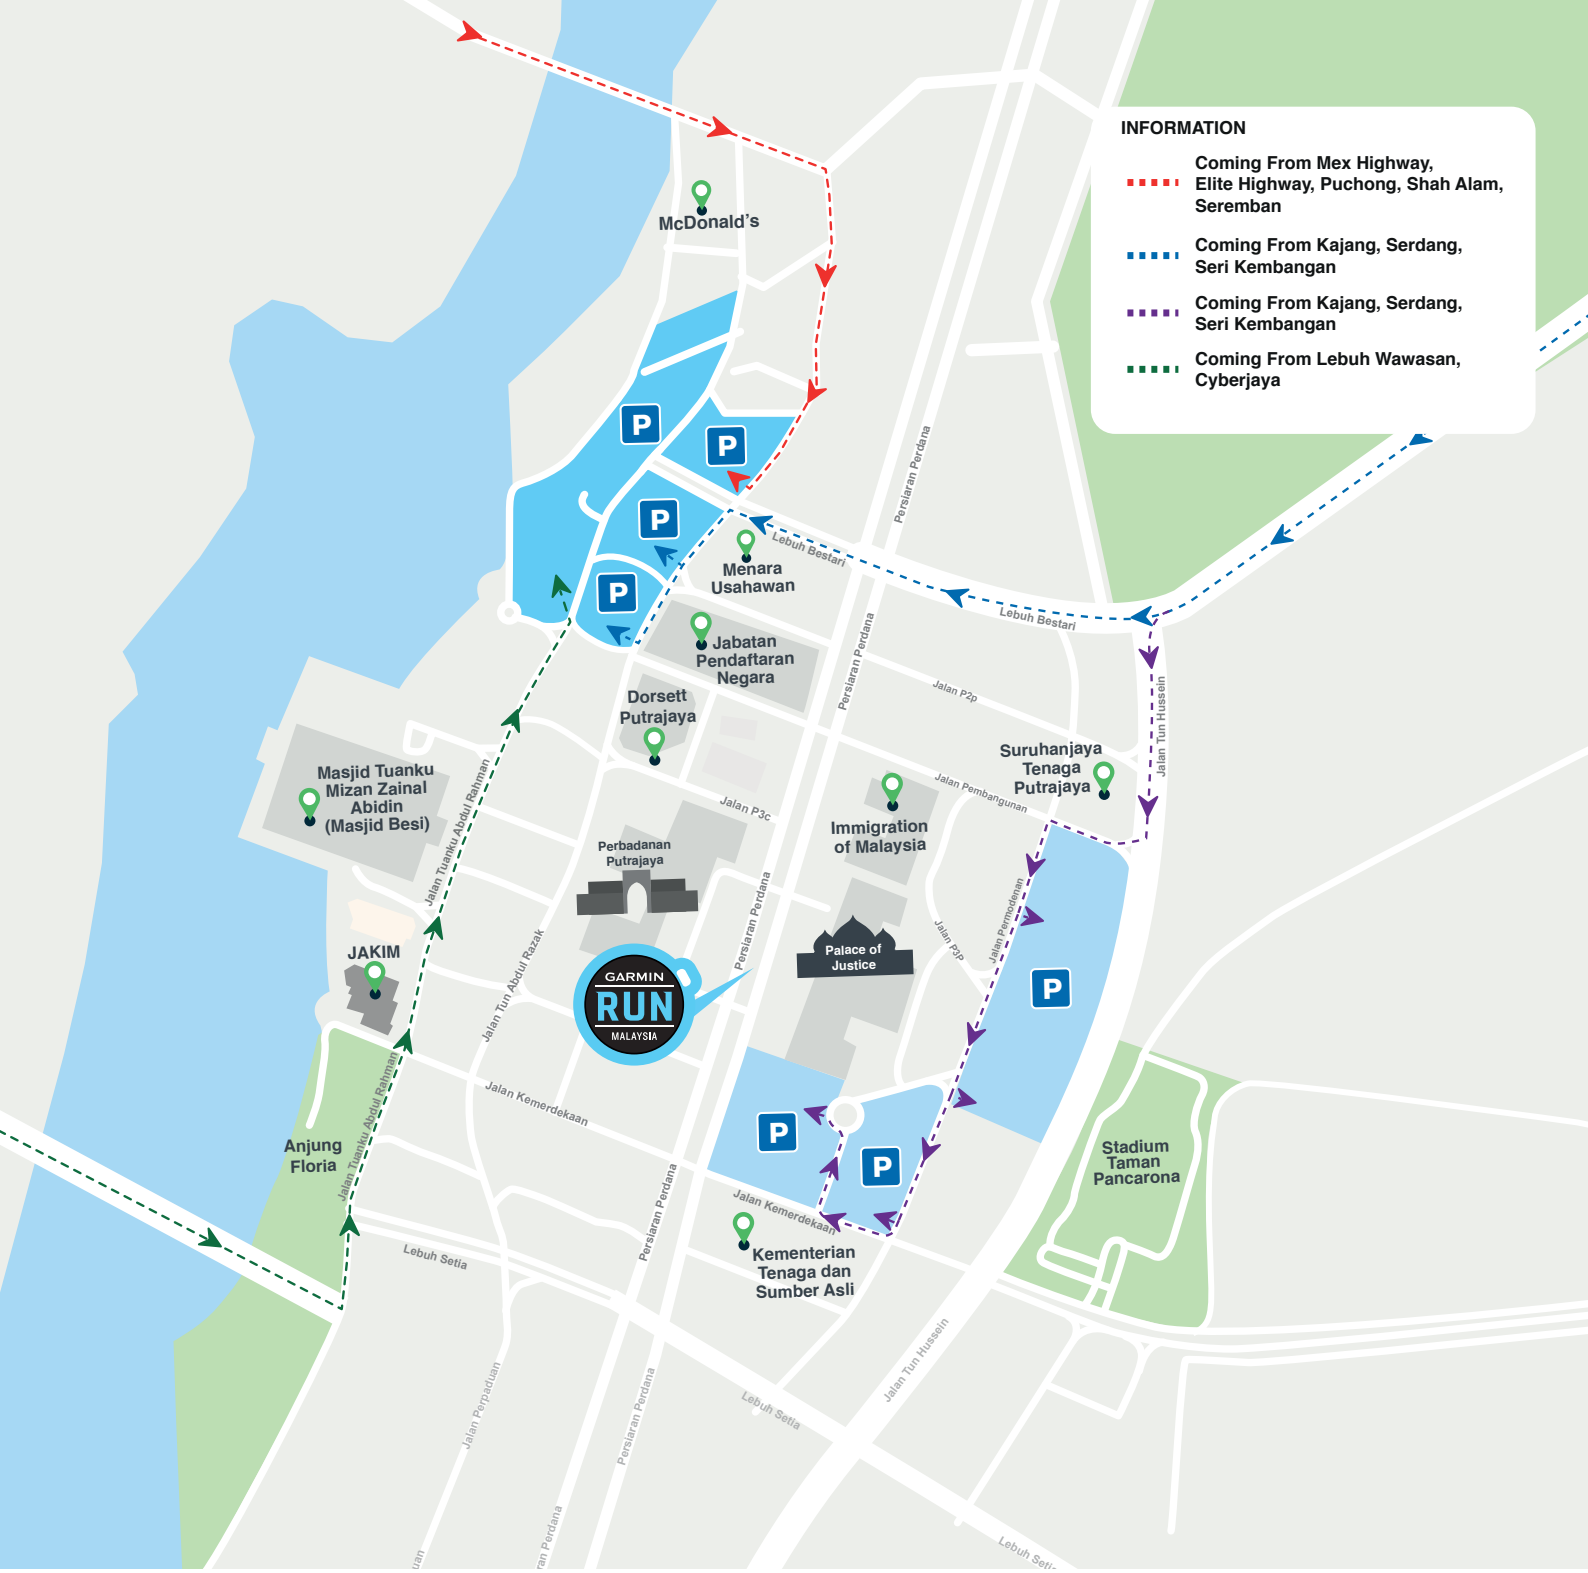 INFORMATION
Coming From Mex Highway,
Elite Highway, Puchong, Shah Alam,
Seremban
Coming From Kajang, Serdang,
Seri Kembangan
Coming From Kajang, Serdang,
Seri Kembangan
Coming From Lebuh Wawasan,
Cyberjaya
McDonald's
P
P
P
P
Persiaran Perdana
Lebuh Bestari
Menara
Usahawan
Lebuh Bestari
Jabatan
Pendaftaran
Negara
Persiaran Perdana
Jalan P2p
Jalan Tun Hussein
Dorsett
Putrajaya
Suruhanjaya
Tenaga
Putrajaya
Masjid Tuanku
Mizan Zainal
Abidin
(Masjid Besi)
Jalan Tuanku Abdul Rahman
Jalan P3c
Jalan Pembangunan
Immigration
of Malaysia
Perbadanan
Putrajaya
Persiaran Perdana
Jalan Permodenan
Jalan P3P
Palace of
Justice
JAKIM
Jalan Tun Abdul Razak
GARMIN
RUN
MALAYSIA
P
Jalan Kemerdekaan
Jalan Tuanku Abdul Rahman
Anjung
Floria
P
P
Stadium
Taman
Pancarona
Jalan Kemerdekaan
Persiaran Perdana
Lebuh Setia
Kementerian
Tenaga dan
Sumber Asli
Jalan Tun Hussein
Jalan Perpaduan
Persiaran Perdana
Lebuh Setia
ran Perdana
uan
Lebuh Setia